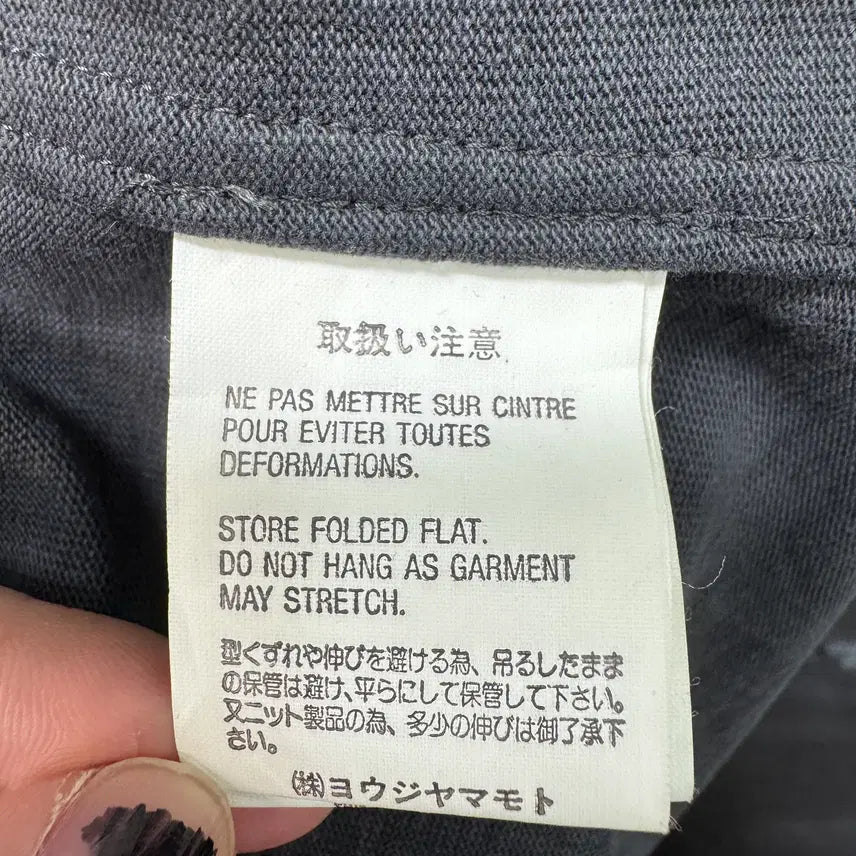 取扱い注意
NE PAS METTRE SUR CINTRE
POUR EVITER TOUTES
DEFORMATIONS.
STORE FOLDED FLAT.
DO NOT HANG AS GARMENT
MAY STRETCH.
型くずれや伸びを避ける為、吊るしたまま
の保管は避け、平らにして保管して下さい。
又ニット製品の為、多少の伸びは御了承下
さい。
(株)ヨウジヤマモト